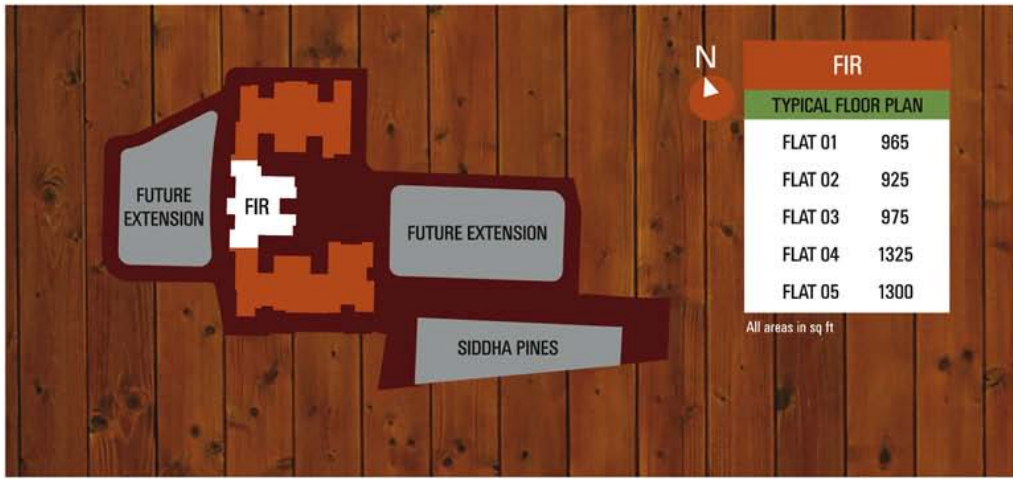 N
FIR
TYPICAL FLOOR PLAN
FLAT 01 965
FLAT 02 925
FLAT 03 975
FLAT 04 1325
FLAT 05 1300
All areas in sq ft
FUTURE
EXTENSION
FIR
FUTURE EXTENSION
SIDDHA PINES